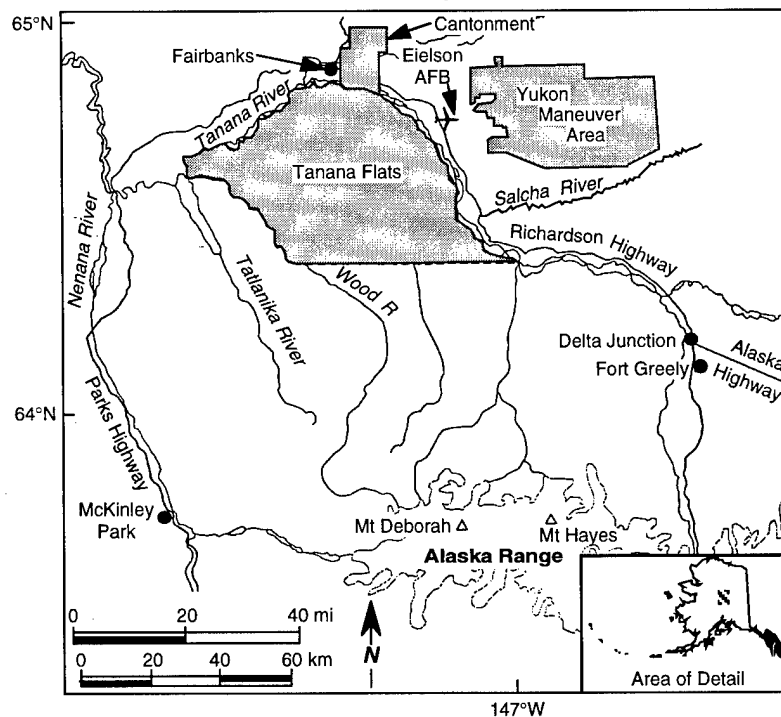 65°N
Cantonment
Fairbanks
Eielson
AFB
Yukon
Maneuver
Area
Tanana River
Tanana Flats
Salcha River
Nenana River
Richardson Highway
Tatlanika River
Wood R
Delta Junction
Alaska
Fort Greely
Highway
64°N
Parks Highway
McKinley
Park
Mt Deborah
Mt Hayes
Alaska Range
0 20 40 mi
0 20 40 60 km
N
Area of Detail
147°W